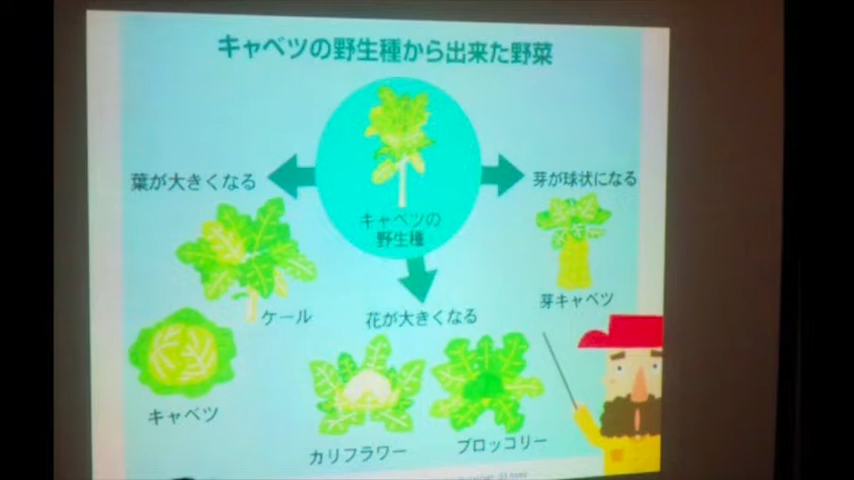 キャベツの野生種から出来た野菜
葉が大きくなる
芽が球状になる
キャベツの
野生種
ケール
花が大きくなる
芽キャベツ
キャベツ
カリフラワー
ブロッコリー